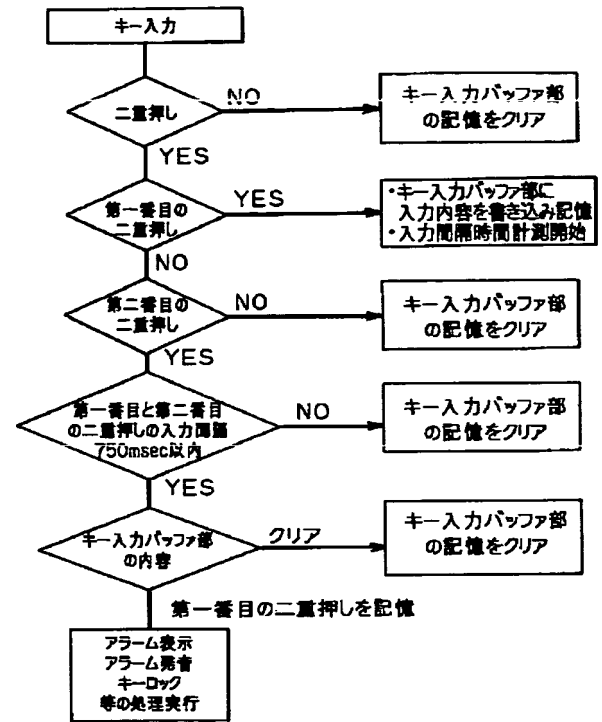 キー入力
二重押し
NO
キー入力バッファ部
の記憶をクリア
YES
第一番目の
二重押し
YES
・キー入力バッファ部に
入力内容を書き込み記憶
・入力間隔時間計測開始
NO
第二番目の
二重押し
NO
キー入力バッファ部
の記憶をクリア
YES
第一番目と第二番目
の二重押しの入力間隔
750msec以内
NO
キー入力バッファ部
の記憶をクリア
YES
キー入力バッファ部
の内容
クリア
キー入力バッファ部
の記憶をクリア
第一番目の二重押しを記憶
アラーム表示
アラーム発音
キーロック
等の処理実行